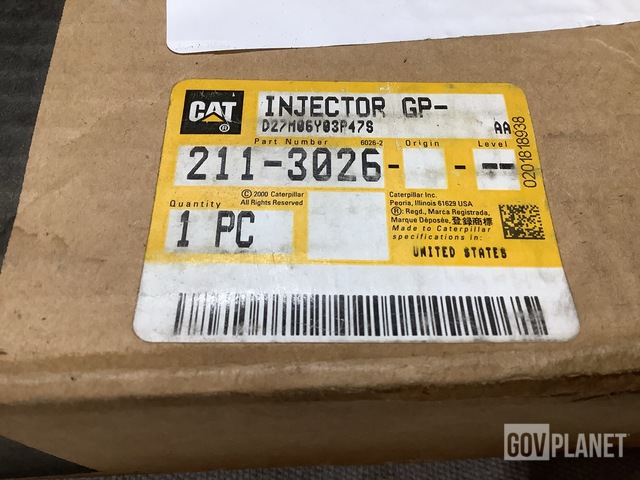 CAT®
INJECTOR GP-
D27M06Y03P47S
AA
Part Number 6026-2 Origin Level
211-3026- - --
0201818938
Quantity
1 PC
© 2000 Caterpillar
All Rights Reserved
Caterpillar Inc.
Peoria, Illinois 61629 USA
®: Regd., Marca Registrada,
Marque Déposée, 登録商標
Made to Caterpillar
specifications in:
UNITED STATES
GOVPLANET